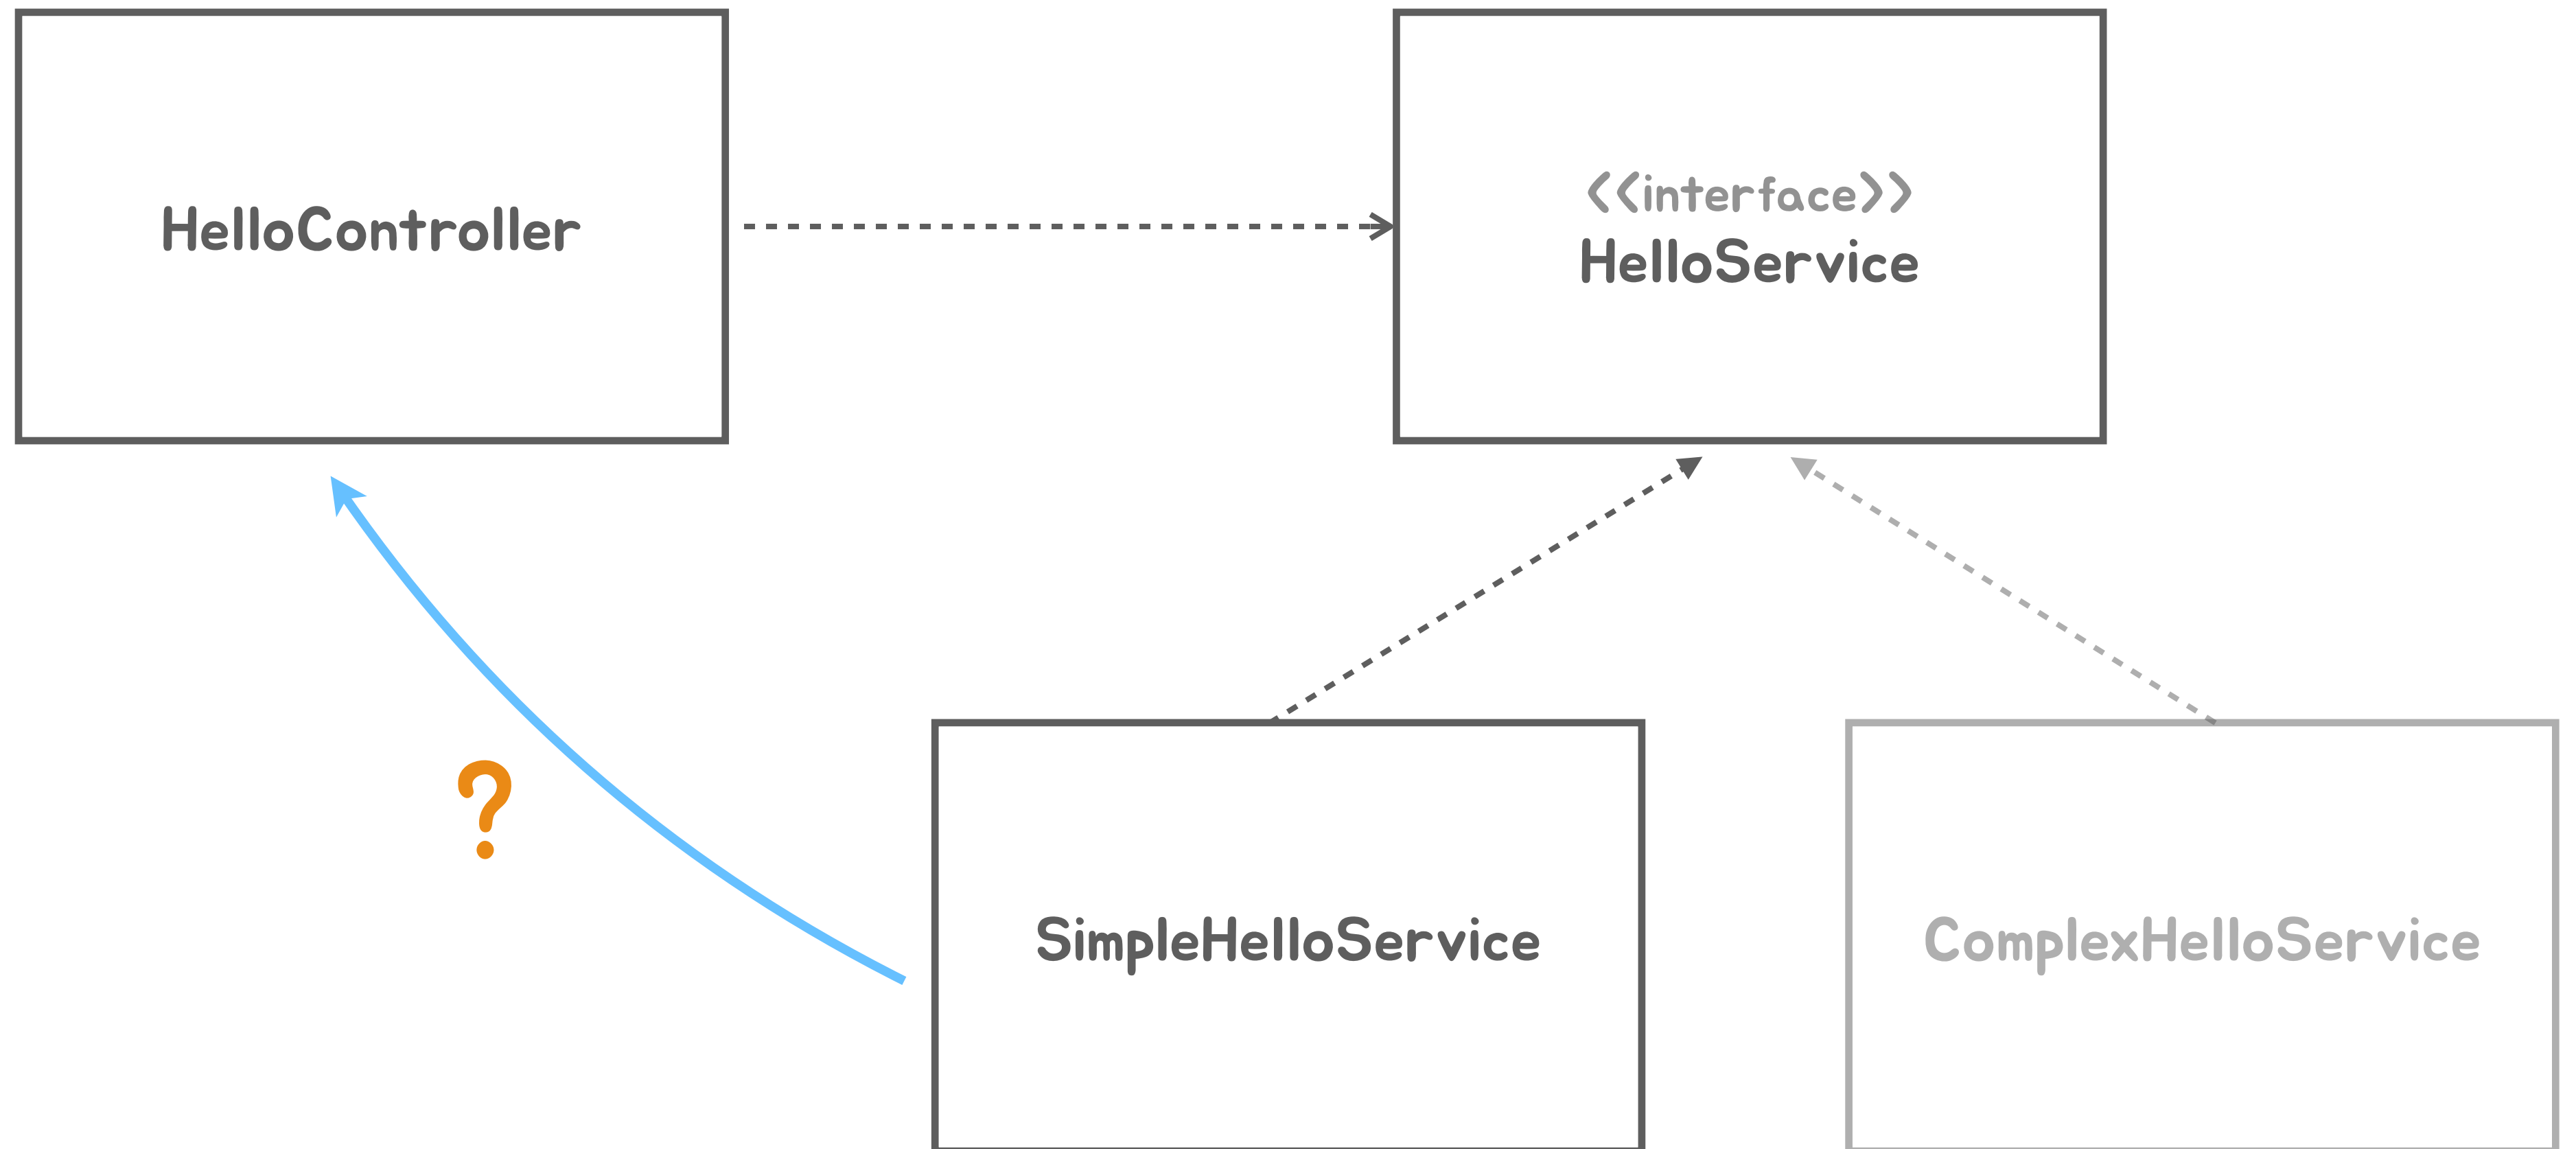 HelloController
<<interface>>
HelloService
?
SimpleHelloService
ComplexHelloService